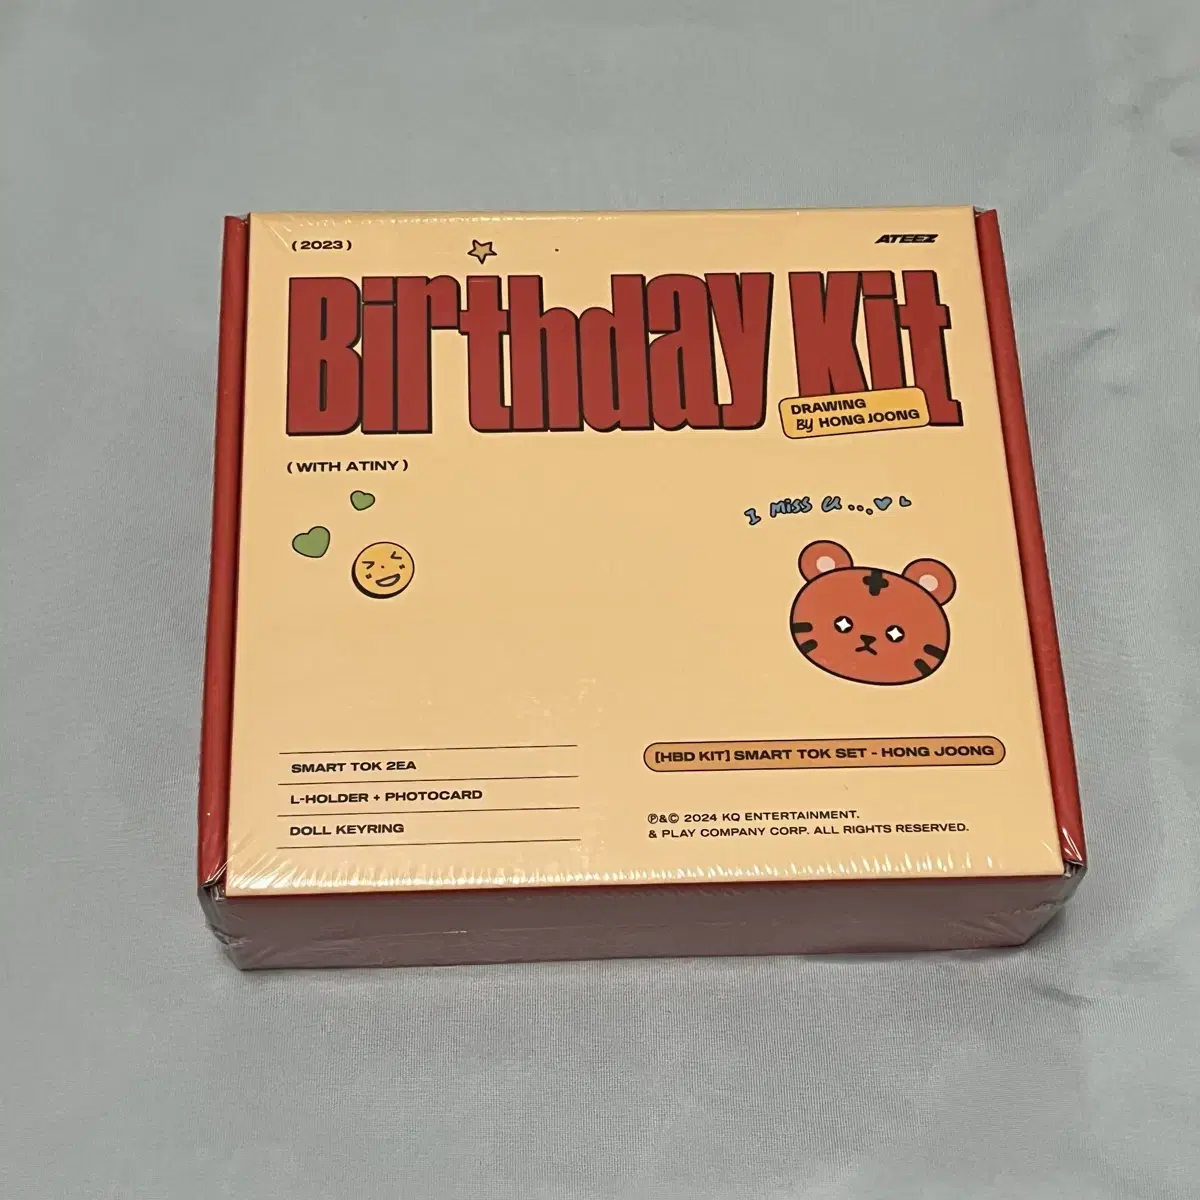 ( 2023 )
ATEEZ
Birthday Kit
DRAWING
By HONG JOONG
( WITH ATINY )
I miss u...
SMART TOK 2EA
L-HOLDER + PHOTOCARD
DOLL KEYRING
[HBD KIT] SMART TOK SET - HONG JOONG
℗&© 2024 KQ ENTERTAINMENT.
& PLAY COMPANY CORP. ALL RIGHTS RESERVED.